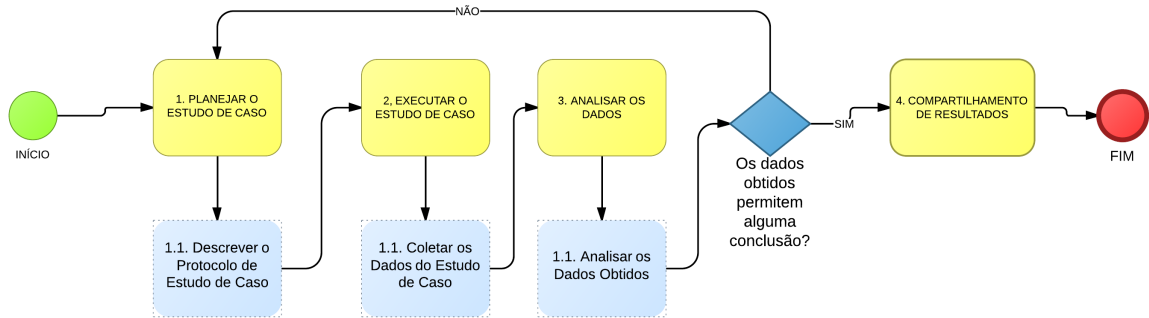 NÃO
INÍCIO
1. PLANEJAR O
ESTUDO DE CASO
1.1. Descrever o
Protocolo de
Estudo de Caso
2, EXECUTAR O
ESTUDO DE CASO
1.1. Coletar os
Dados do Estudo
de Caso
3. ANALISAR OS
DADOS
1.1. Analisar os
Dados Obtidos
Os dados
obtidos
permitem
alguma
conclusão?
SIM
4. COMPARTILHAMENTO
DE RESULTADOS
FIM